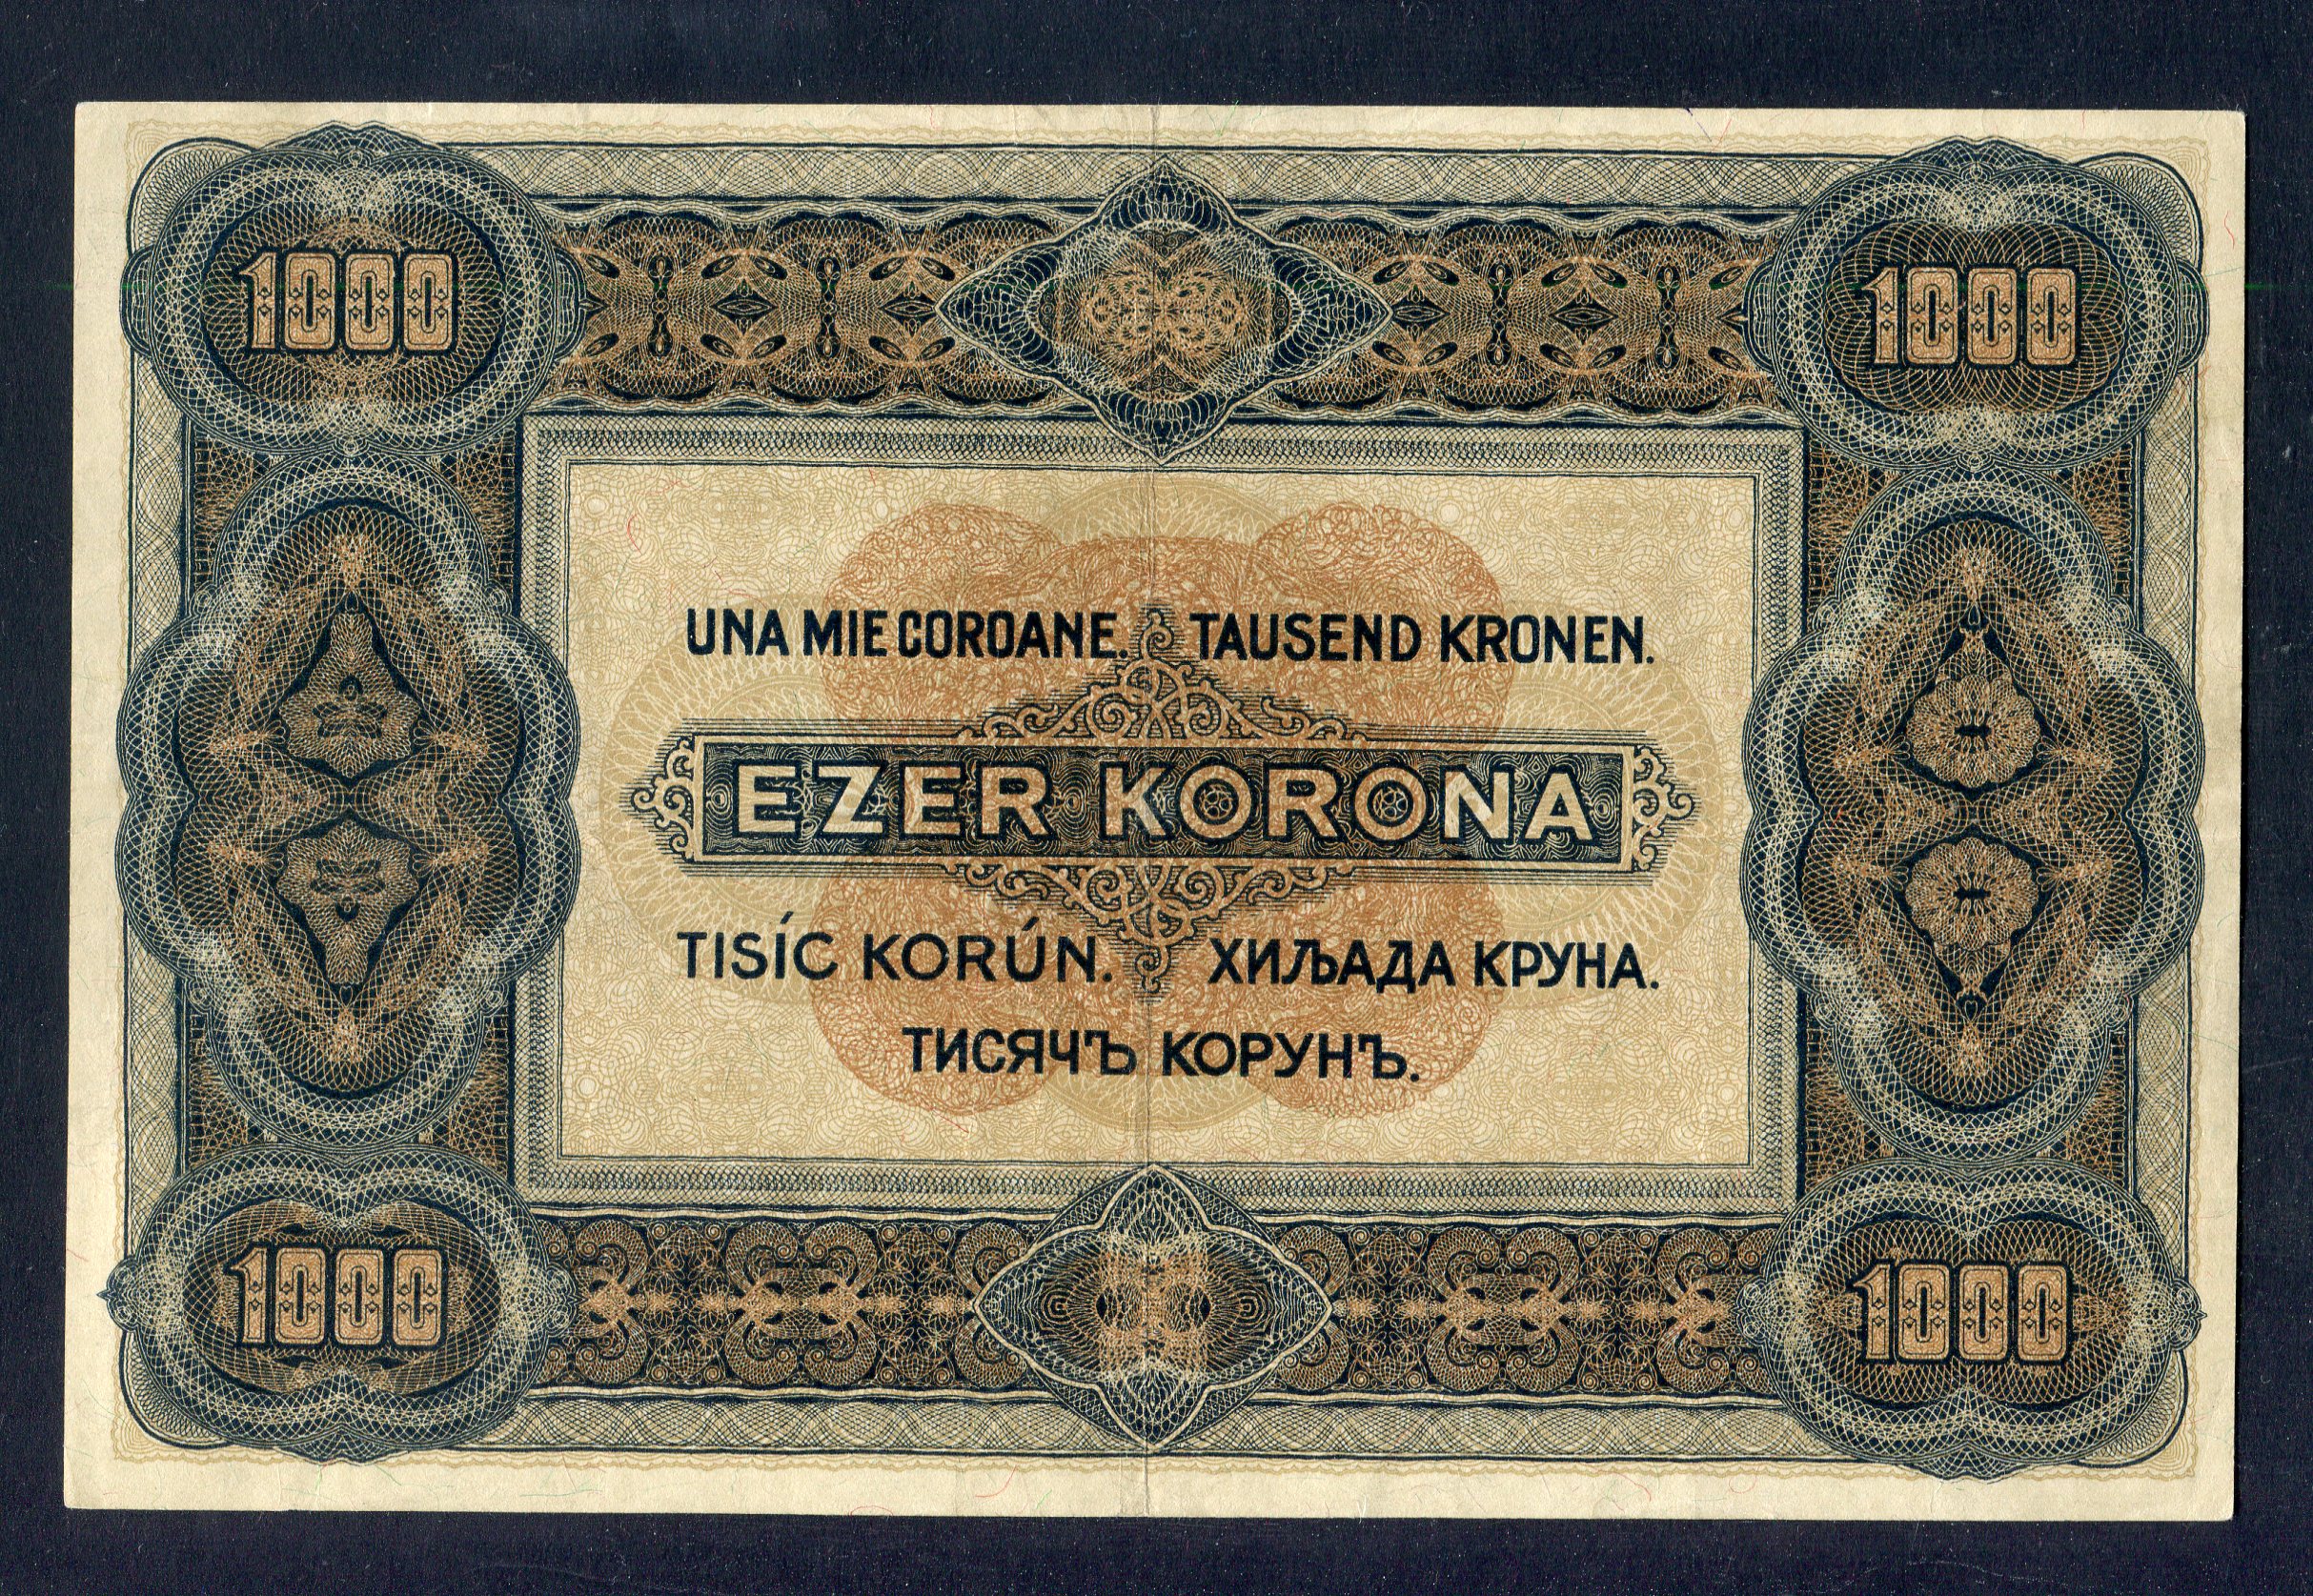 1000 1000
UNA MIE COROANE. TAUSEND KRONEN.
EZER KORONA
TISÍC KORÚN. ХИЉАДА КРУНА.
ТИСЯЧЪ КОРУНЪ.
1000 1000